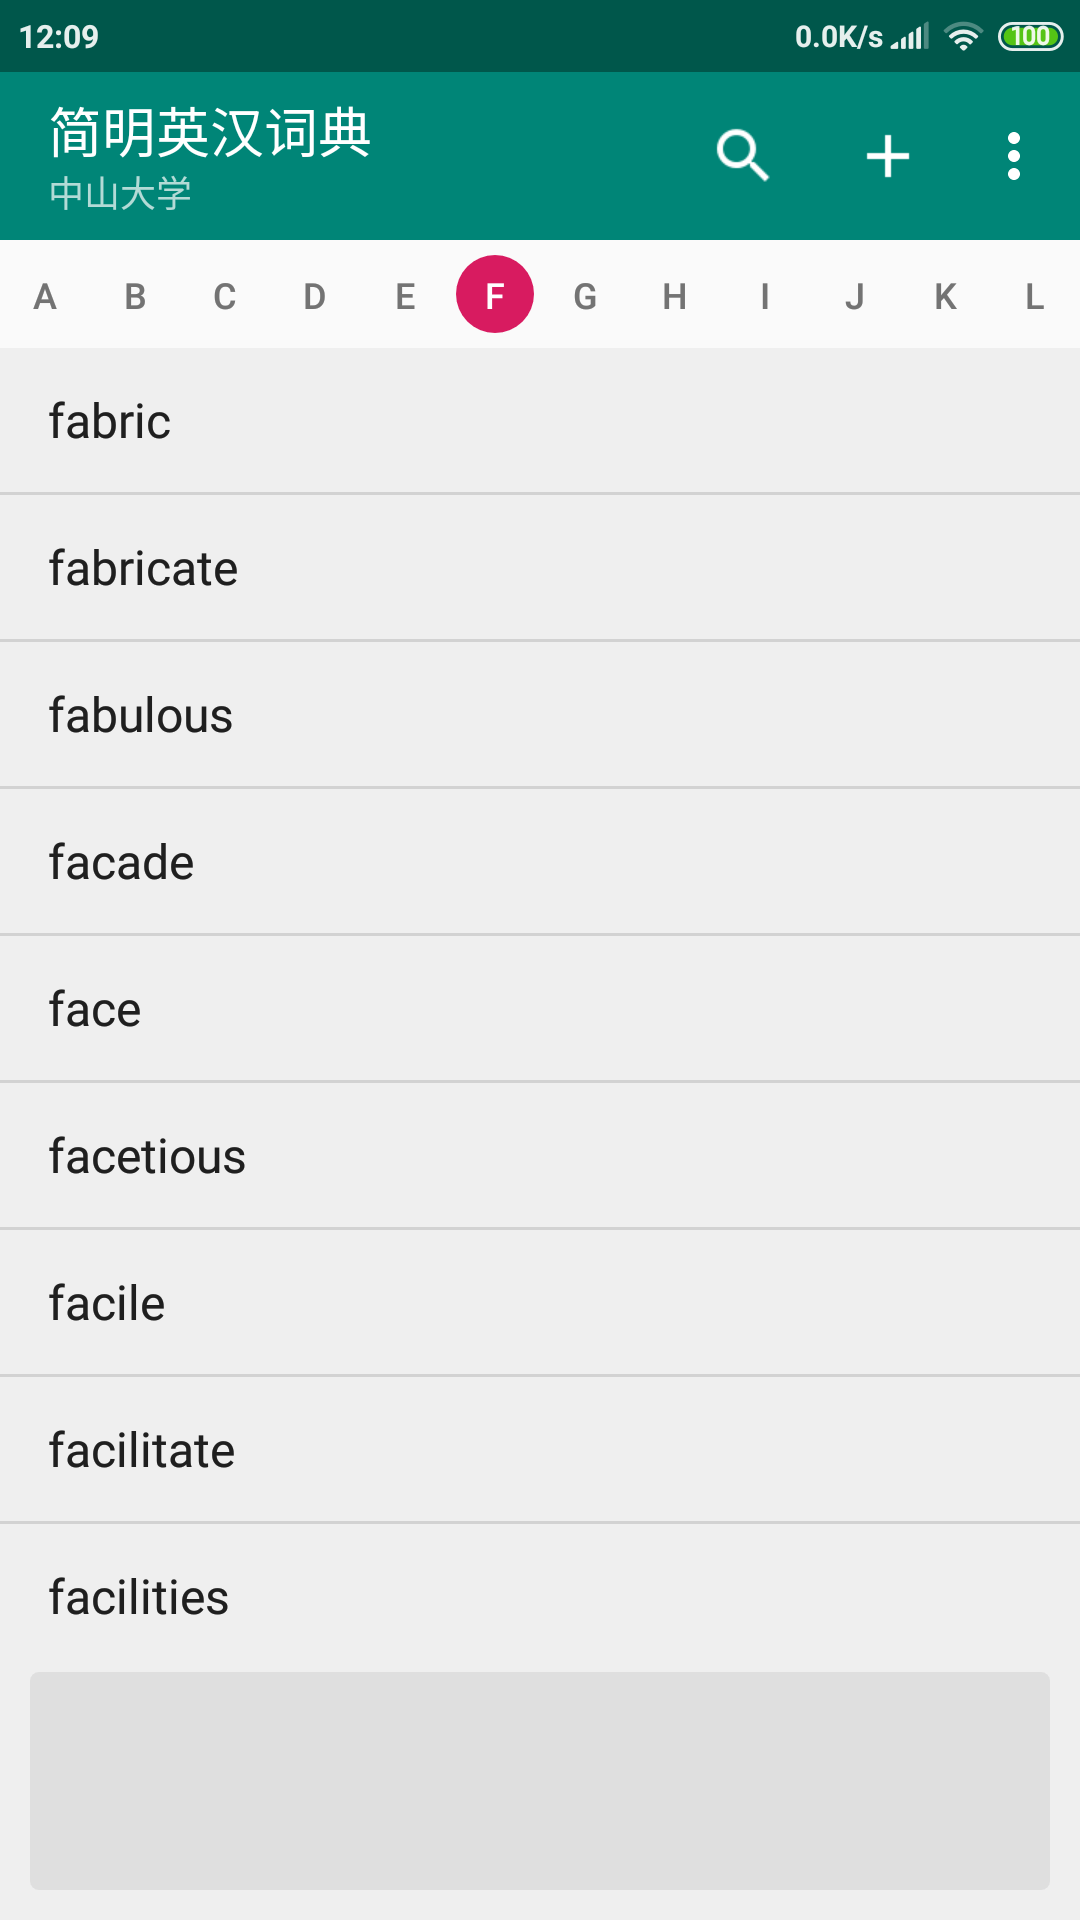 12:09
0.0K/s
100
简明英汉词典
中山大学
A B C D E F G H I J K L
fabric
fabricate
fabulous
facade
face
facetious
facile
facilitate
facilities